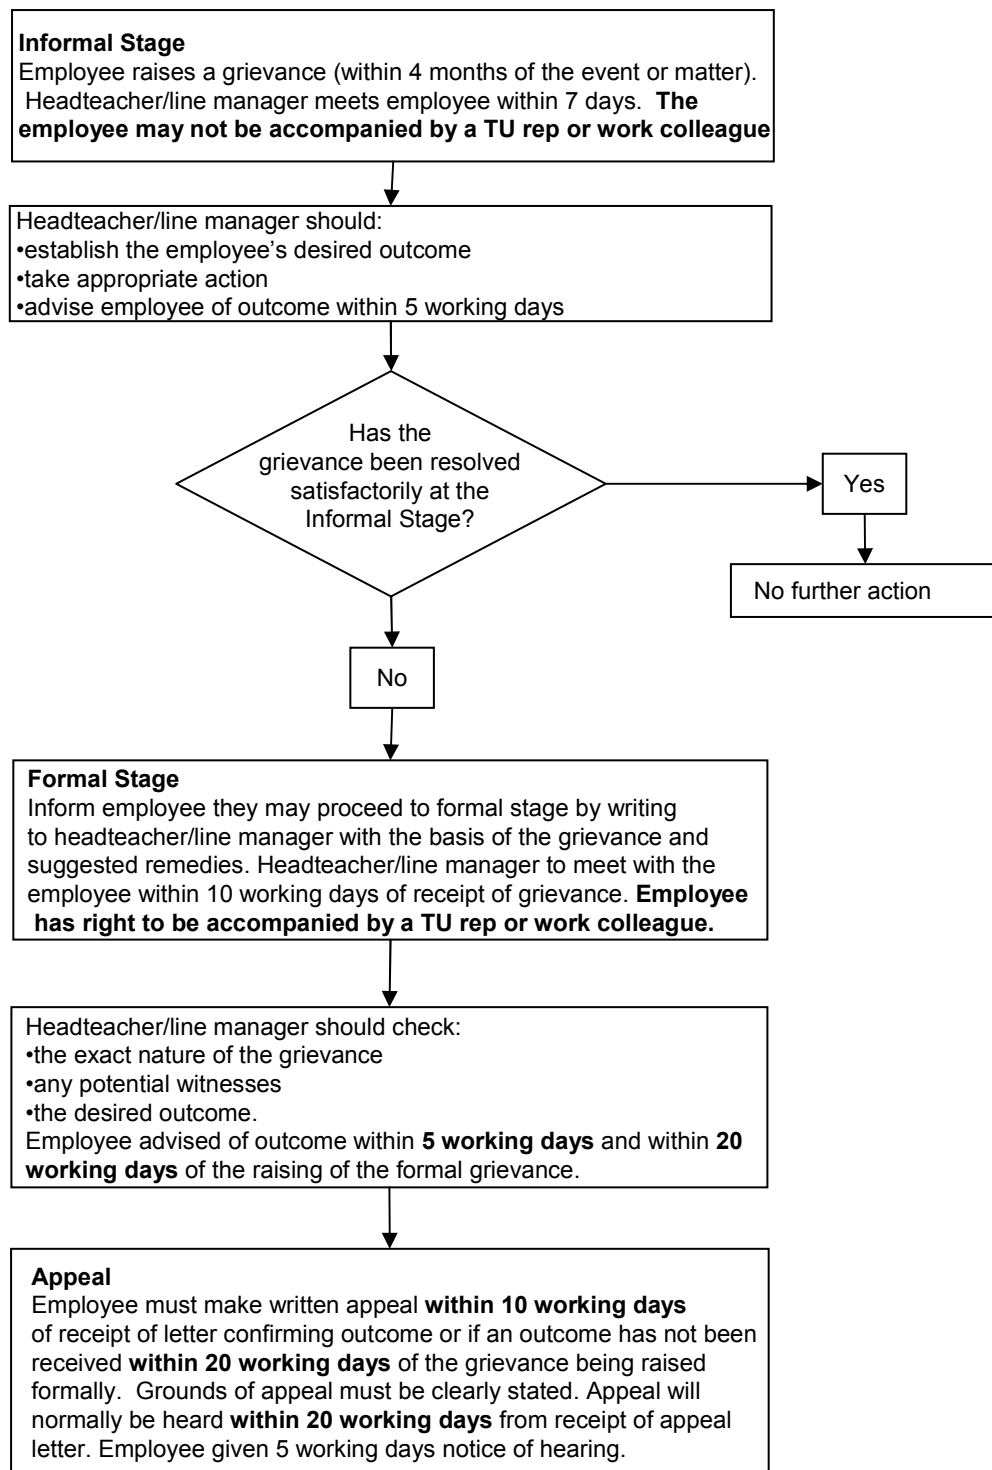 Informal Stage
Employee raises a grievance (within 4 months of the event or matter).
Headteacher/line manager meets employee within 7 days. The
employee may not be accompanied by a TU rep or work colleague
Headteacher/line manager should:
•establish the employee's desired outcome
•take appropriate action
•advise employee of outcome within 5 working days
Has the
grievance been resolved
satisfactorily at the
Informal Stage?
Yes
No further action
No
Formal Stage
Inform employee they may proceed to formal stage by writing
to headteacher/line manager with the basis of the grievance and
suggested remedies. Headteacher/line manager to meet with the
employee within 10 working days of receipt of grievance. Employee
has right to be accompanied by a TU rep or work colleague.
Headteacher/line manager should check:
•the exact nature of the grievance
•any potential witnesses
•the desired outcome.
Employee advised of outcome within 5 working days and within 20
working days of the raising of the formal grievance.
Appeal
Employee must make written appeal within 10 working days
of receipt of letter confirming outcome or if an outcome has not been
received within 20 working days of the grievance being raised
formally. Grounds of appeal must be clearly stated. Appeal will
normally be heard within 20 working days from receipt of appeal
letter. Employee given 5 working days notice of hearing.